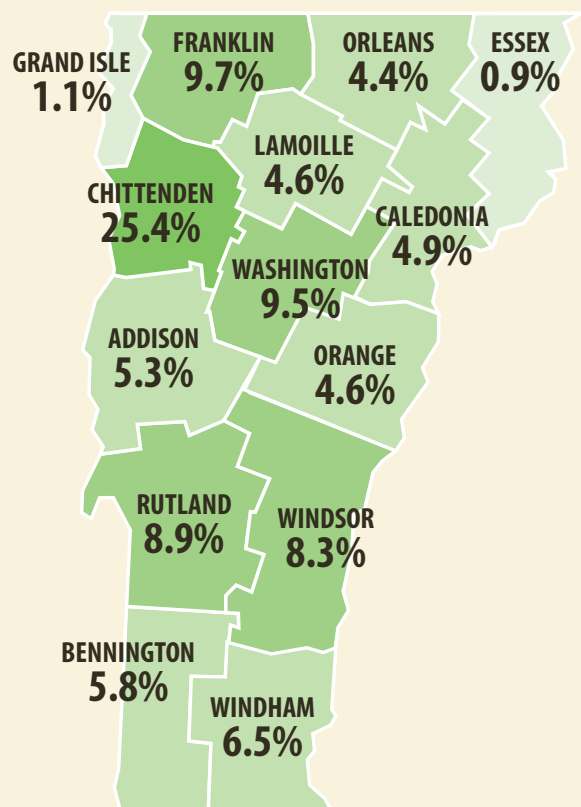 FRANKLIN
9.7%
ORLEANS
4.4%
ESSEX
0.9%
GRAND ISLE
1.1%
LAMOILLE
4.6%
CHITTENDEN
25.4%
CALEDONIA
4.9%
WASHINGTON
9.5%
ADDISON
5.3%
ORANGE
4.6%
RUTLAND
8.9%
WINDSOR
8.3%
BENNINGTON
5.8%
WINDHAM
6.5%